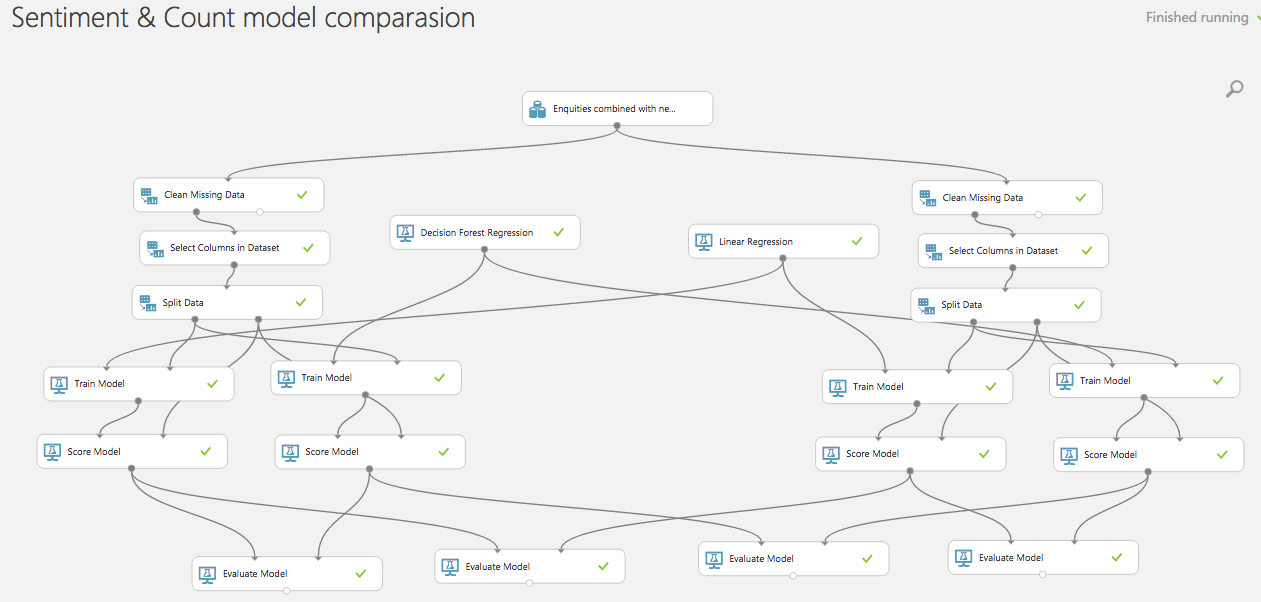 Sentiment & Count model comparasion
Finished running
Enquities combined with ne...
Clean Missing Data
Clean Missing Data
Select Columns in Dataset
Decision Forest Regression
Linear Regression
Select Columns in Dataset
Split Data
Split Data
Train Model
Train Model
Train Model
Train Model
Score Model
Score Model
Score Model
Score Model
Evaluate Model
Evaluate Model
Evaluate Model
Evaluate Model